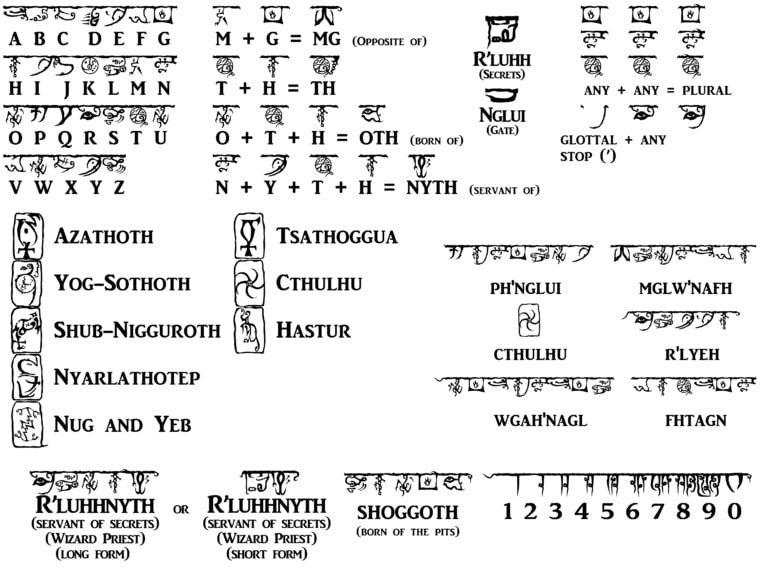 A B C D E F G
M + G = MG (OPPOSITE OF)
R'LUHH
(SECRETS)
H I J K L M N
T + H = TH
ANY + ANY = PLURAL
NGLUI
(GATE)
O P Q R S T U
O + T + H = OTH (BORN OF)
GLOTTAL + ANY
STOP (')
V W X Y Z
N + Y + T + H = NYTH (SERVANT OF)
AZATHOTH
TSATHOGGUA
YOG-SOTHOTH
CTHULHU
SHUB-NIGGUROTH
HASTUR
NYARLATHOTEP
NUG AND YEB
PH'NGLUI
MGLW'NAFH
CTHULHU
R'LYEH
WGAH'NAGL
FHTAGN
R'LUHHNYTH
(SERVANT OF SECRETS)
(WIZARD PRIEST)
(LONG FORM)
OR
R'LUHHNYTH
(SERVANT OF SECRETS)
(WIZARD PRIEST)
(SHORT FORM)
SHOGGOTH
(BORN OF THE PITS)
1 2 3 4 5 6 7 8 9 0